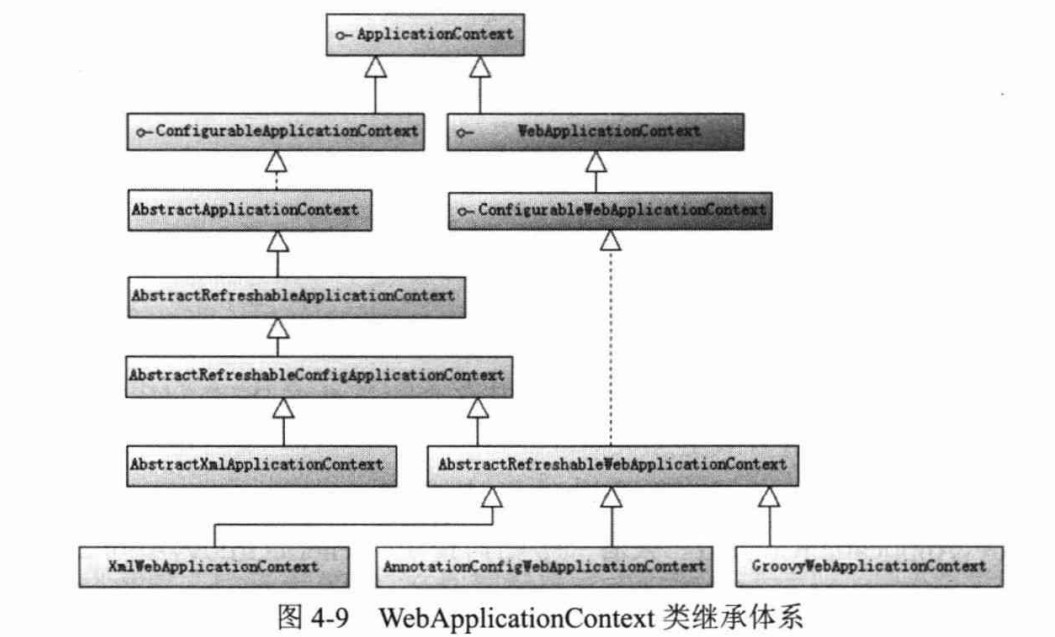 ApplicationContext
ConfigurableApplicationContext
WebApplicationContext
AbstractApplicationContext
ConfigurableWebApplicationContext
AbstractRefreshableApplicationContext
AbstractRefreshableConfigApplicationContext
AbstractXmlApplicationContext
AbstractRefreshableWebApplicationContext
XmlWebApplicationContext
AnnotationConfigWebApplicationContext
GroovyWebApplicationContext
图 4-9 WebApplicationContext 类继承体系